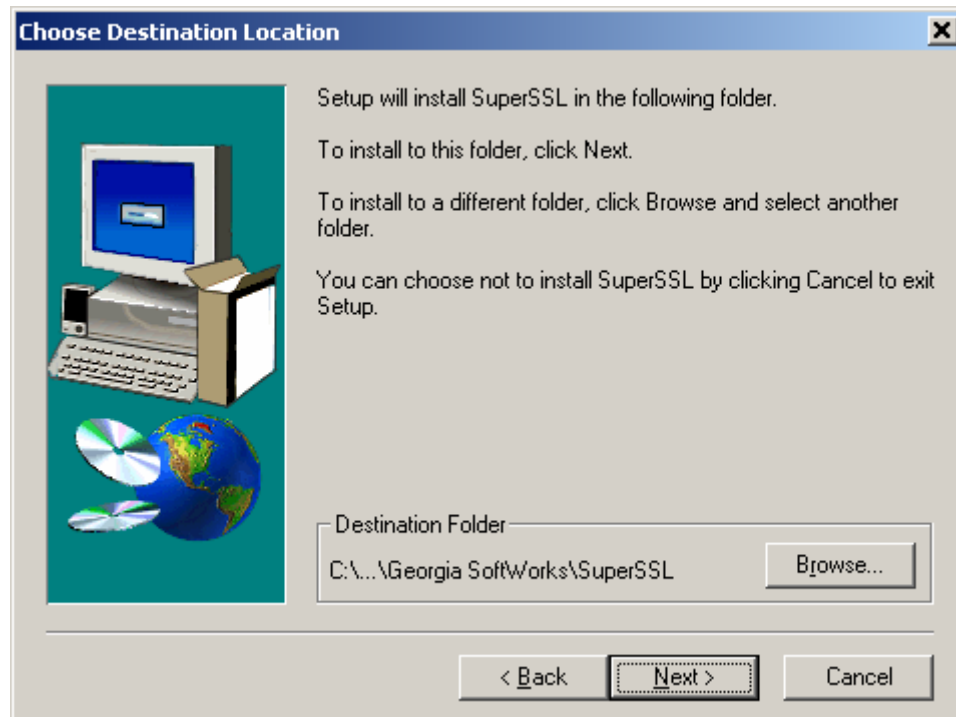 Choose Destination Location
Setup will install SuperSSL in the following folder.
To install to this folder, click Next.
To install to a different folder, click Browse and select another
folder.
You can choose not to install SuperSSL by clicking Cancel to exit
Setup.
Destination Folder
C:\...\Georgia SoftWorks\SuperSSL
Browse...
< Back
Next >
Cancel